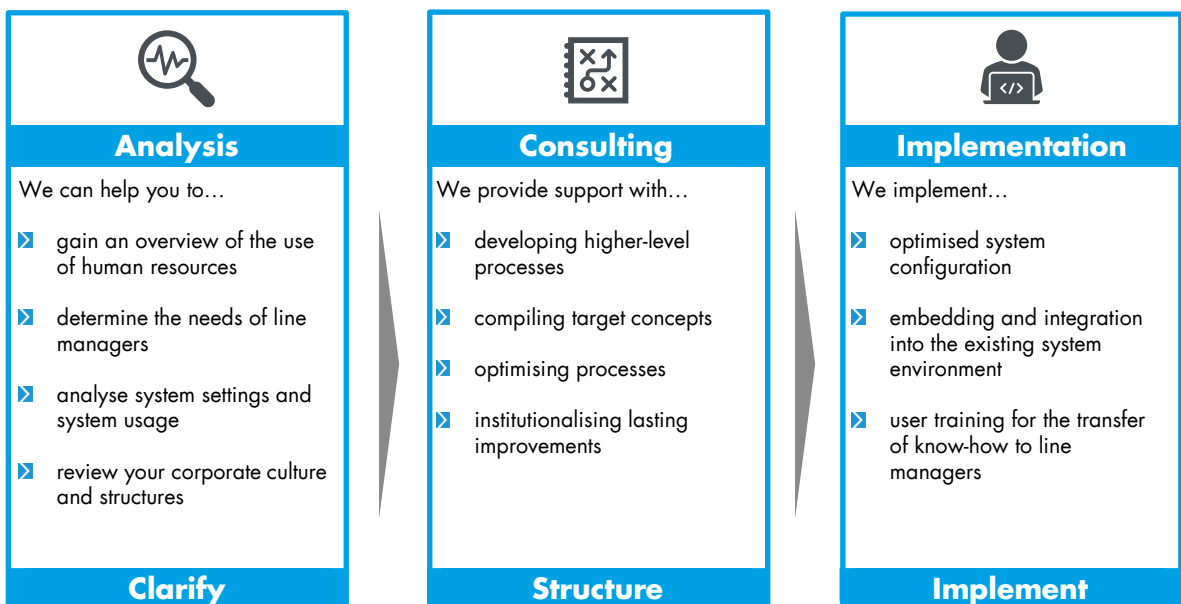 Analysis
We can help you to…
gain an overview of the use
of human resources
determine the needs of line
managers
analyse system settings and
system usage
review your corporate culture
and structures
Clarify
Consulting
We provide support with…
developing higher-level
processes
compiling target concepts
optimising processes
institutionalising lasting
improvements
Structure
</>
Implementation
We implement…
optimised system
configuration
embedding and integration
into the existing system
environment
user training for the transfer
of know-how to line
managers
Implement